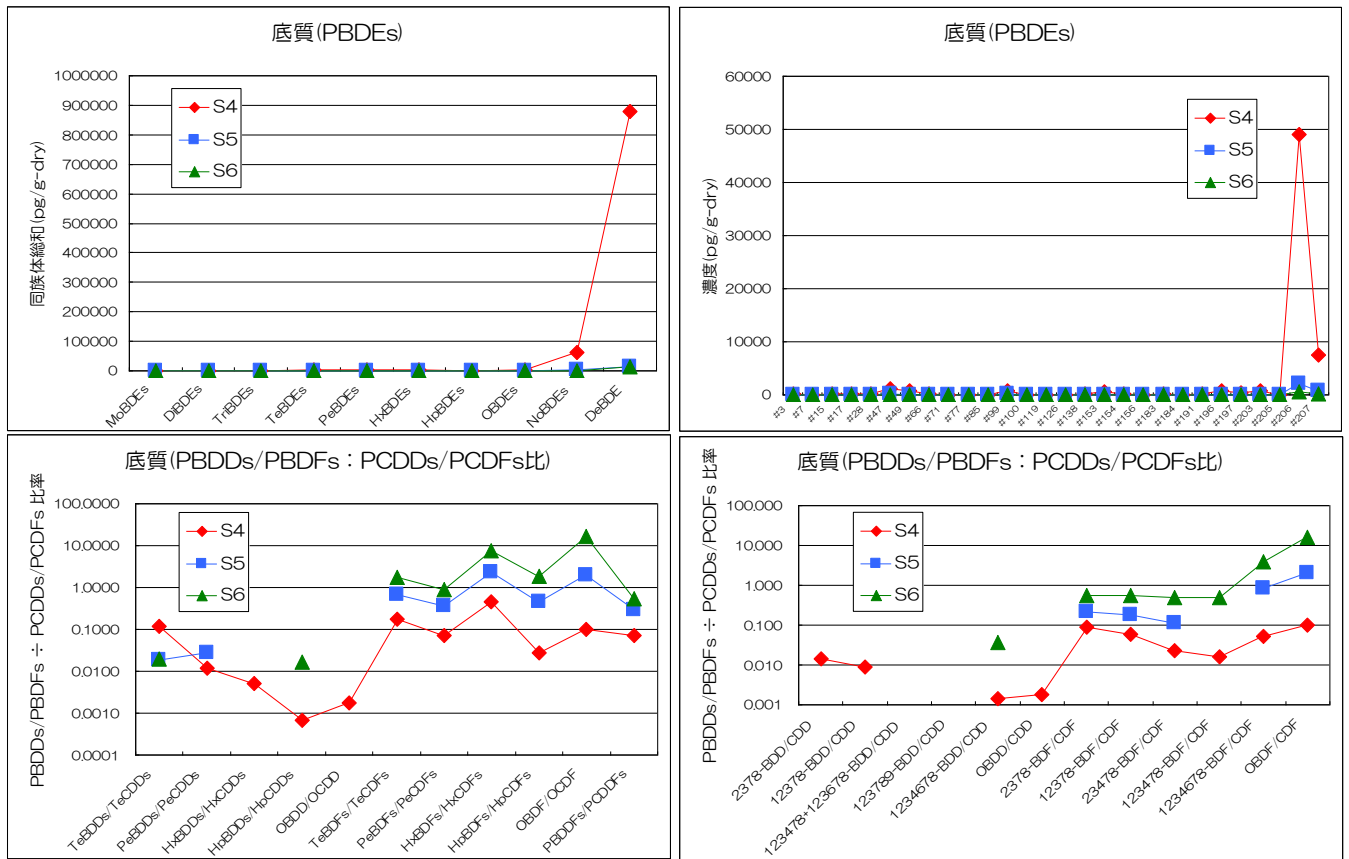 底質(PBDEs)
同族体総和(pg/g-dry)
1000000
900000
800000
700000
600000
500000
400000
300000
200000
100000
0
S4
S5
S6
MoBDEs
DiBDEs
TriBDEs
TeBDEs
PeBDEs
HxBDEs
HpBDEs
OBDEs
NoBDEs
DeBDE
底質(PBDEs)
濃度(pg/g-dry)
60000
50000
40000
30000
20000
10000
0
S4
S5
S6
#3
#7
#15
#17
#28
#47
#49
#66
#71
#77
#85
#99
#100
#119
#126
#138
#153
#154
#156
#183
#184
#191
#196
#197
#203
#205
#206
#207
底質(PBDDs/PBDFs：PCDDs/PCDFs比)
PBDDs/PBDFs ÷ PCDDs/PCDFs 比率
100.0000
10.0000
1.0000
0.1000
0.0100
0.0010
0.0001
S4
S5
S6
TeBDDs/TeCDDs
PeBDDs/PeCDDs
HxBDDs/HxCDDs
HpBDDs/HpCDDs
OBDD/OCDD
TeBDFs/TeCDFs
PeBDFs/PeCDFs
HxBDFs/HxCDFs
HpBDFs/HpCDFs
OBDF/OCDF
PBDDFs/PCDDFs
底質(PBDDs/PBDFs：PCDDs/PCDFs比)
PBDDs/PBDFs ÷ PCDDs/PCDFs 比率
100.000
10.000
1.000
0.100
0.010
0.001
S4
S5
S6
2378-BDD/CDD
12378-BDD/CDD
123478+123678-BDD/CDD
123789-BDD/CDD
1234678-BDD/CDD
OBDD/CDD
2378-BDF/CDF
12378-BDF/CDF
23478-BDF/CDF
123478-BDF/CDF
1234678-BDF/CDF
OBDF/CDF